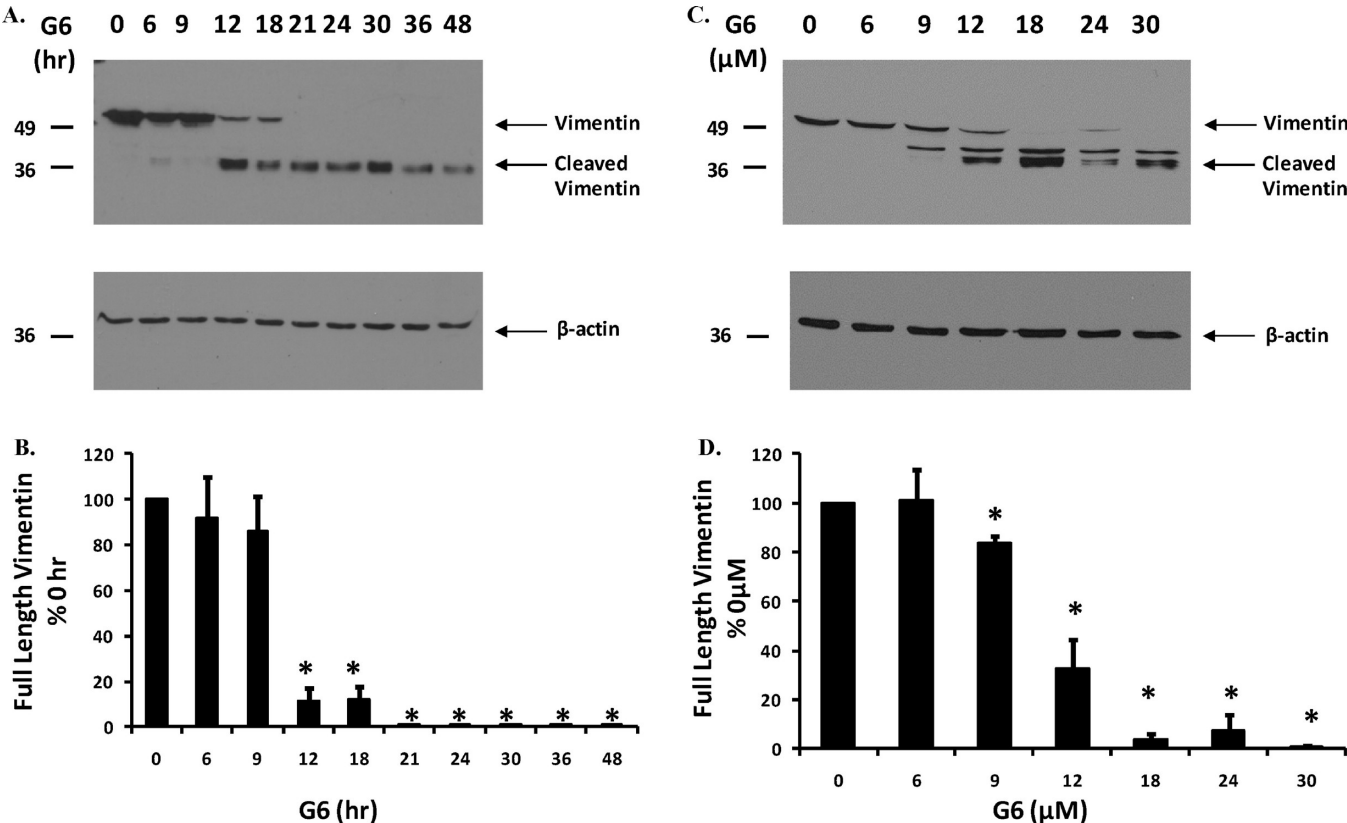 A.
G6 (hr)
0 6 9 12 18 21 24 30 36 48
49
Vimentin
36
Cleaved Vimentin
36
β-actin
C.
G6 (μM)
0 6 9 12 18 24 30
49
Vimentin
36
Cleaved Vimentin
36
β-actin
B.
Full Length Vimentin
% 0 hr
120
100
80
60
40
20
0
* * * * * * *
0 6 9 12 18 21 24 30 36 48
G6 (hr)
D.
Full Length Vimentin
% 0μM
120
100
80
60
40
20
0
* * * * *
0 6 9 12 18 24 30
G6 (μM)